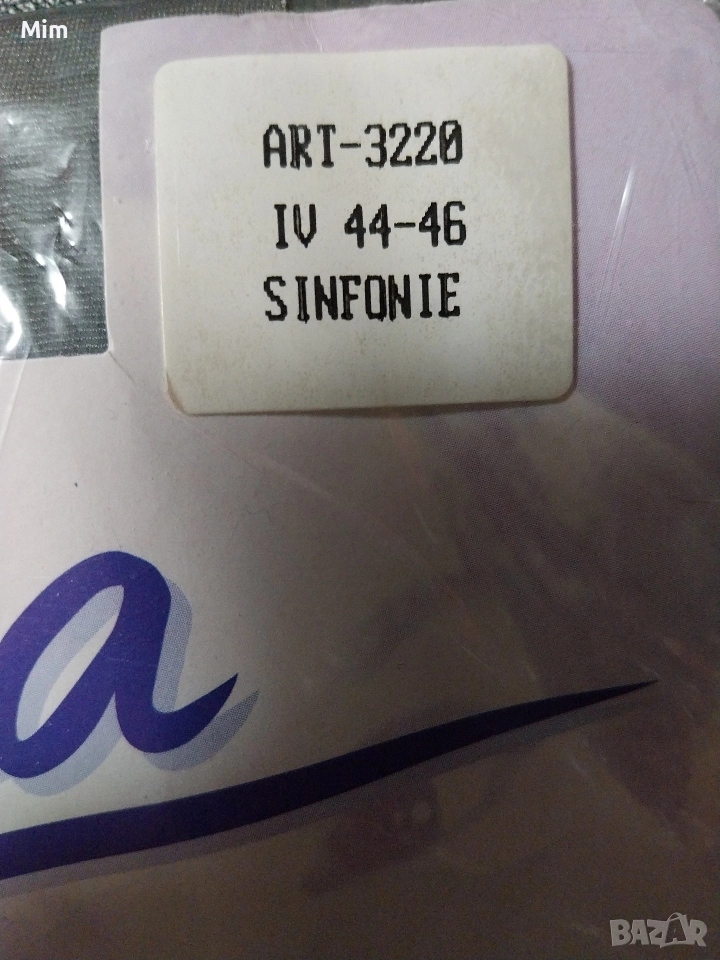 Mim
ART-3220
IV 44-46
SINFONIE
a
BAZAR